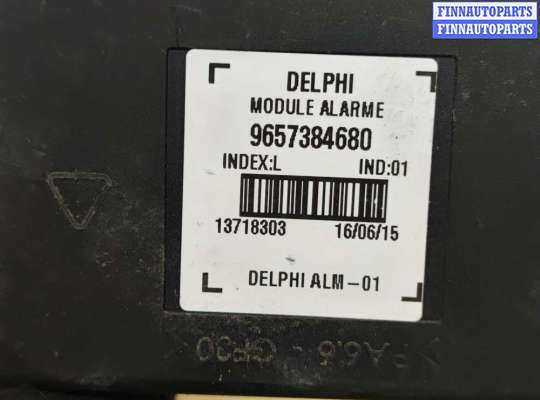 FINNAUTOPARTS
FINNAUTOPARTS
DELPHI
MODULE ALARME
9657384680
INDEX:L IND:01
13718303 16/06/15
DELPHI ALM-01